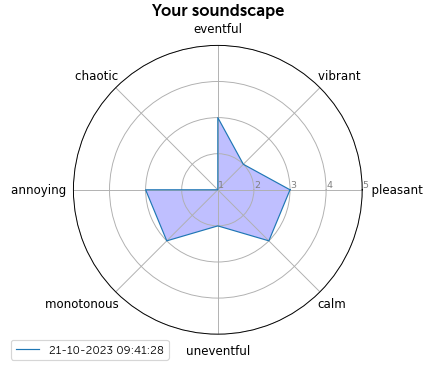 Your soundscape
eventful
chaotic
vibrant
annoying
1 2 3 4 5
pleasant
monotonous
calm
uneventful
21-10-2023 09:41:28